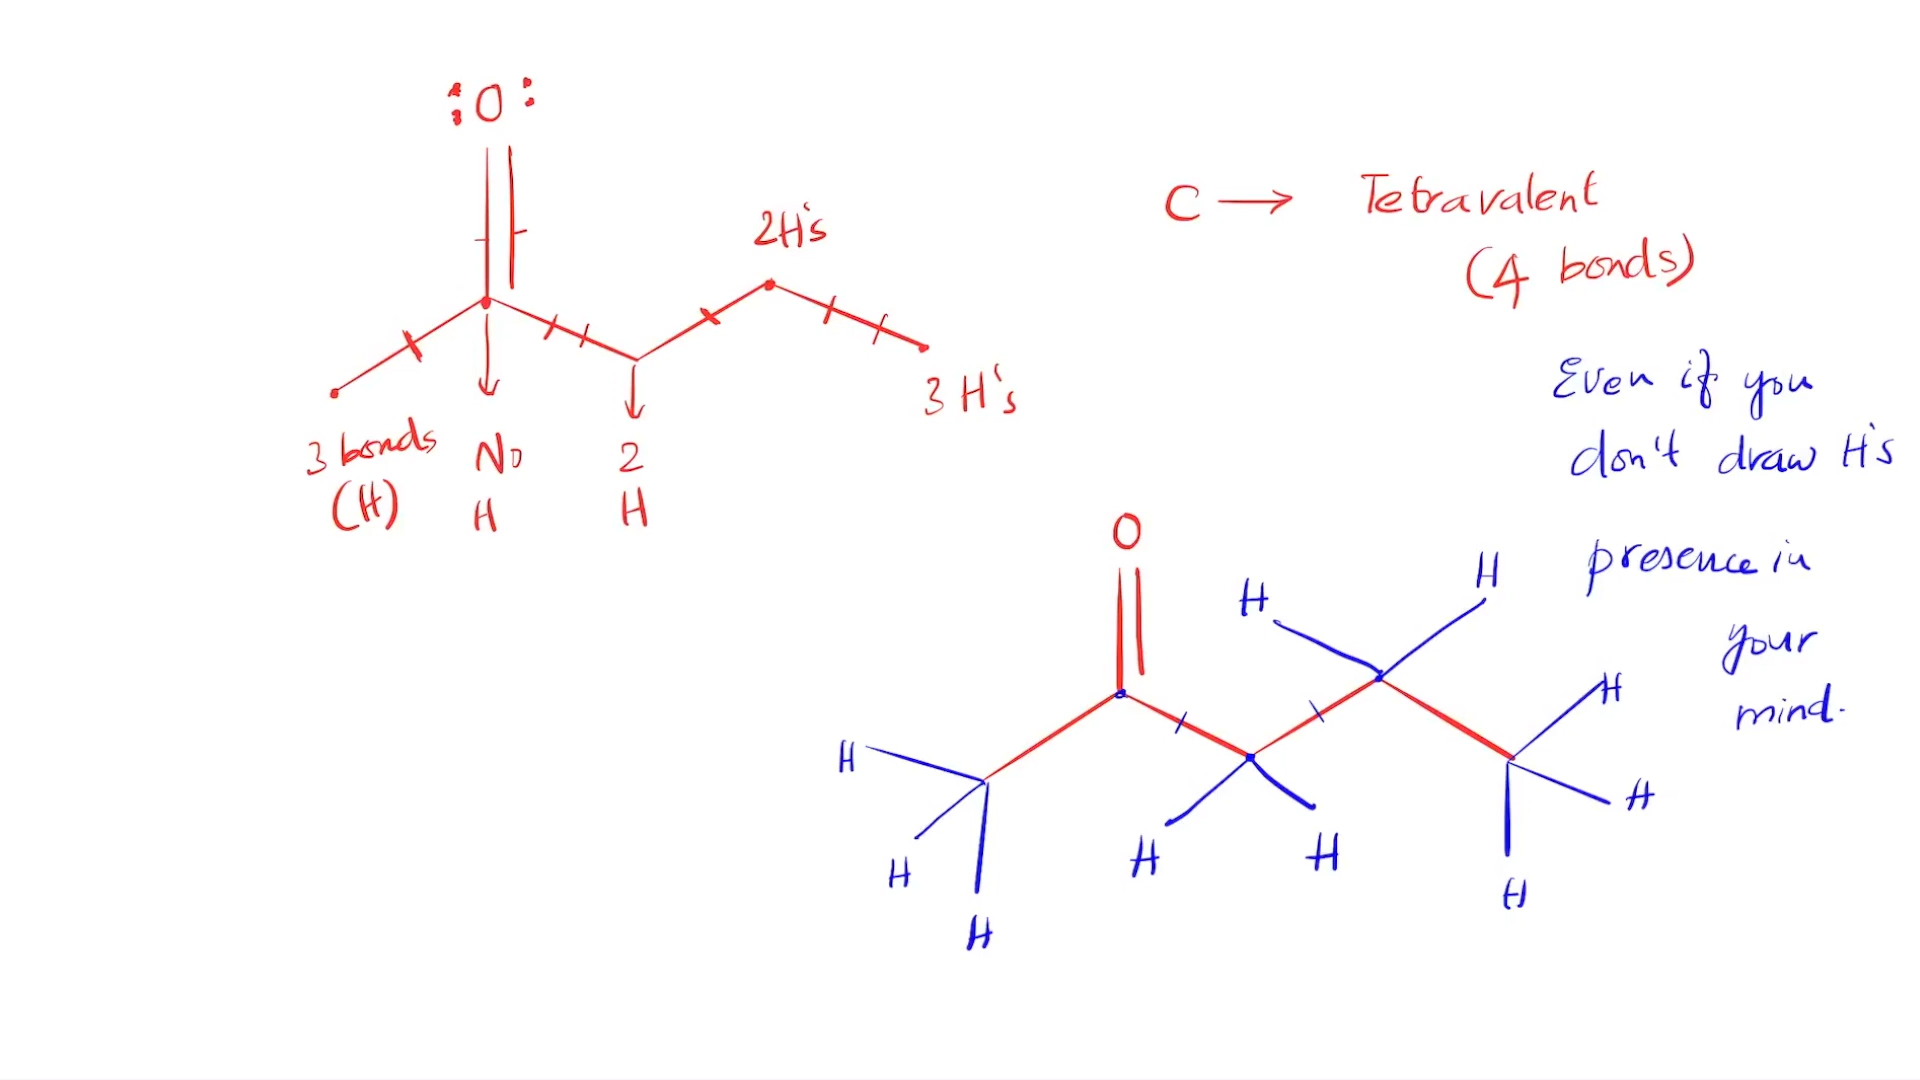 :O:
2H's
3 bonds
(H)
No
H
2
H
3 H's
C → Tetravalent
(4 bonds)
Even if you
don't draw H's
presence in
your
mind.
O
H
H
H
H
H
H
H
H
H
H